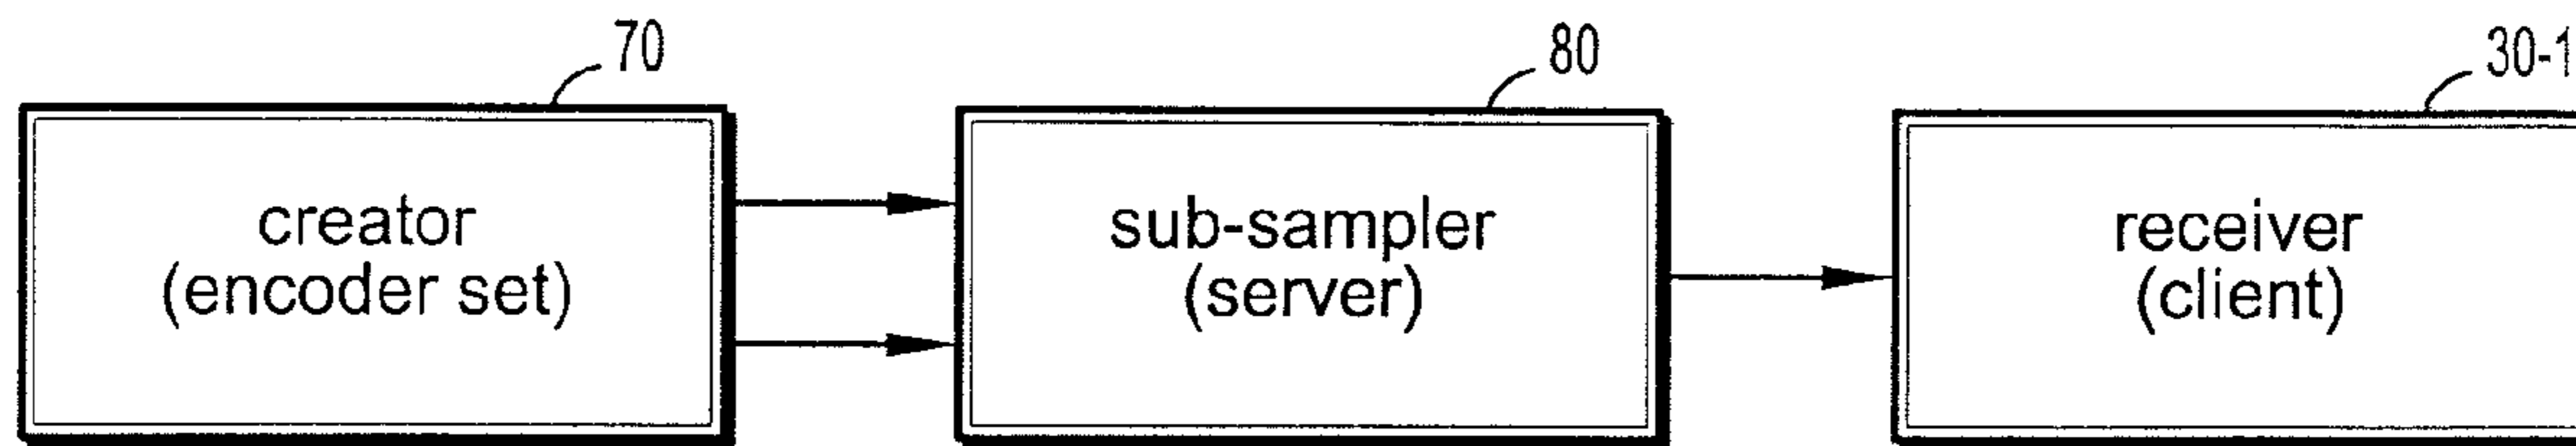 70
80
30-1
creator
(encoder set)
sub-sampler
(server)
receiver
(client)